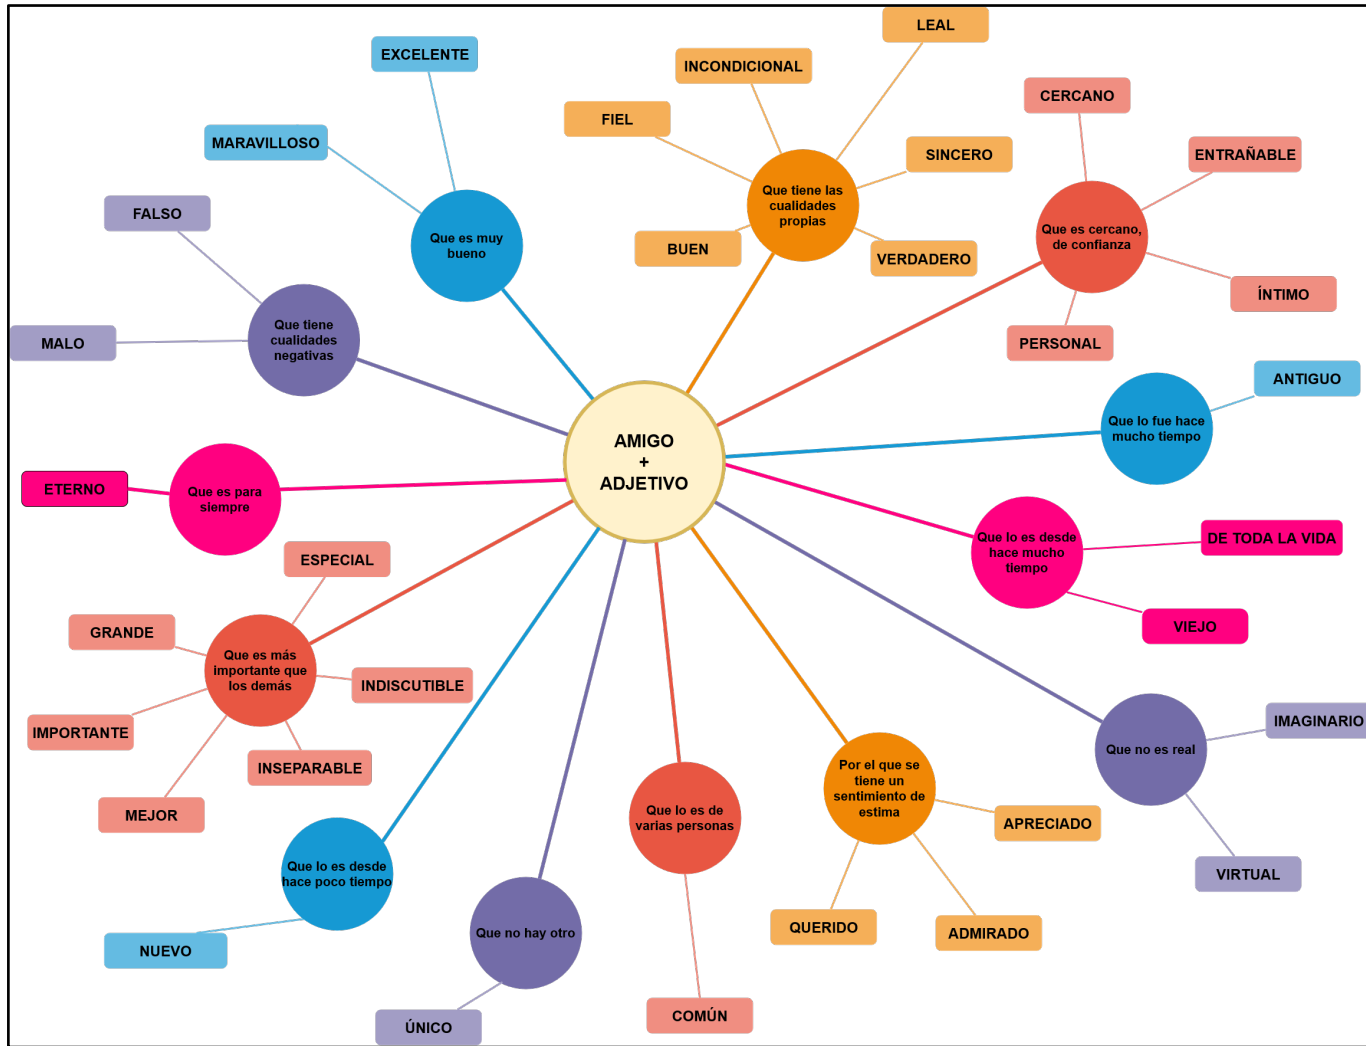 AMIGO
+
ADJETIVO
Que es muy
bueno
EXCELENTE
MARAVILLOSO
Que tiene las
cualidades
propias
LEAL
INCONDICIONAL
FIEL
SINCERO
BUEN
VERDADERO
Que es cercano,
de confianza
CERCANO
ENTRAÑABLE
ÍNTIMO
PERSONAL
Que lo fue hace
mucho tiempo
ANTIGUO
Que lo es desde
hace mucho
tiempo
DE TODA LA VIDA
VIEJO
Que no es real
IMAGINARIO
VIRTUAL
Por el que se
tiene un
sentimiento de
estima
APRECIADO
ADMIRADO
QUERIDO
Que lo es de
varias personas
COMÚN
Que no hay otro
ÚNICO
Que lo es desde
hace poco tiempo
NUEVO
Que es más
importante que
los demás
ESPECIAL
GRANDE
INDISCUTIBLE
IMPORTANTE
INSEPARABLE
MEJOR
Que es para
siempre
ETERNO
Que tiene
cualidades
negativas
FALSO
MALO